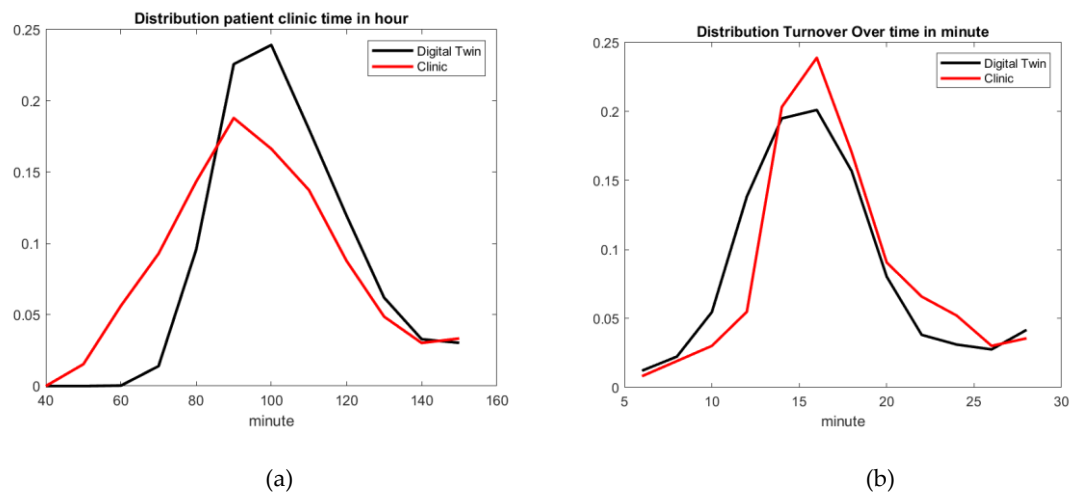 Distribution patient clinic time in hour
0.25
0.2
0.15
0.1
0.05
0
40 60 80 100 120 140 160
minute
Digital Twin
Clinic
(a)
Distribution Turnover Over time in minute
0.25
0.2
0.15
0.1
0.05
0
5 10 15 20 25 30
minute
Digital Twin
Clinic
(b)